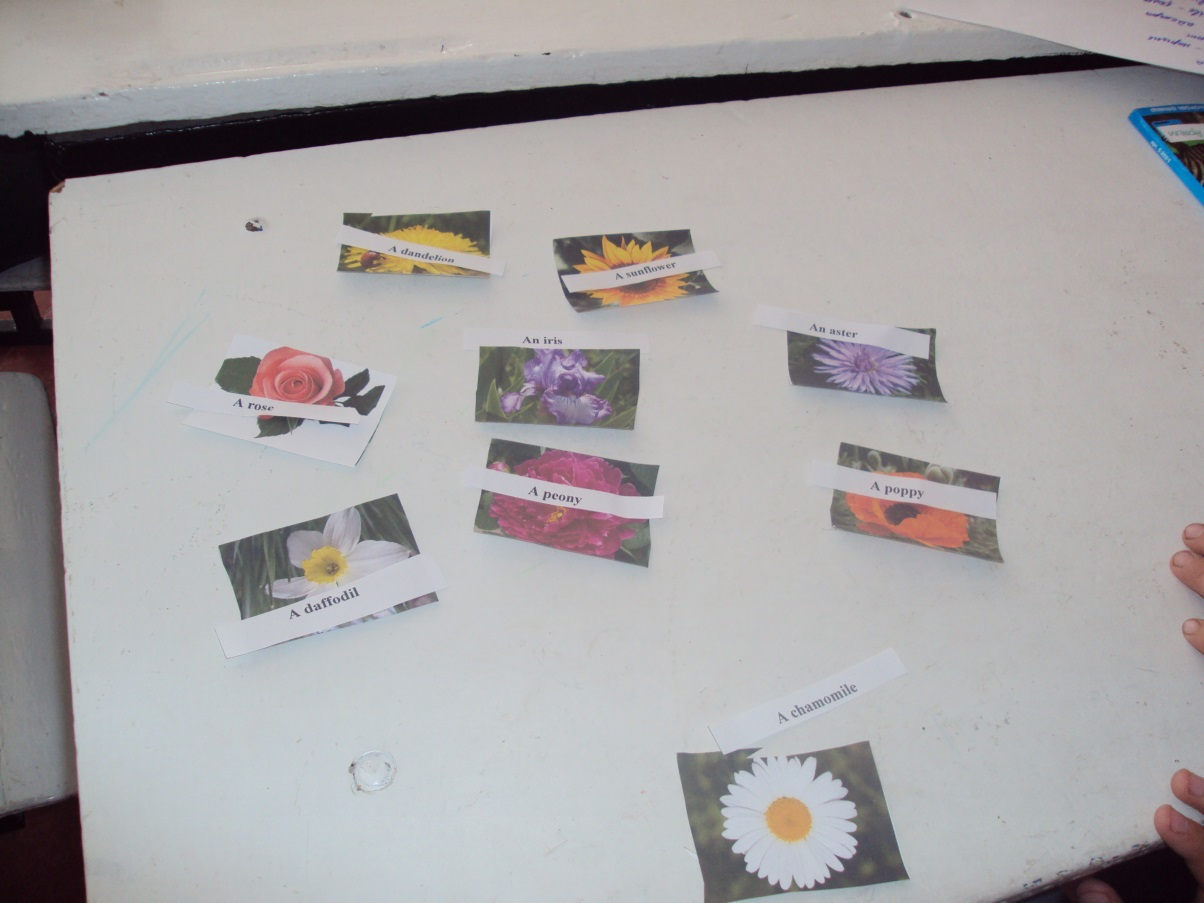 A dandelion
A sunflower
An aster
An iris
A rose
A peony
A poppy
A daffodil
A chamomile